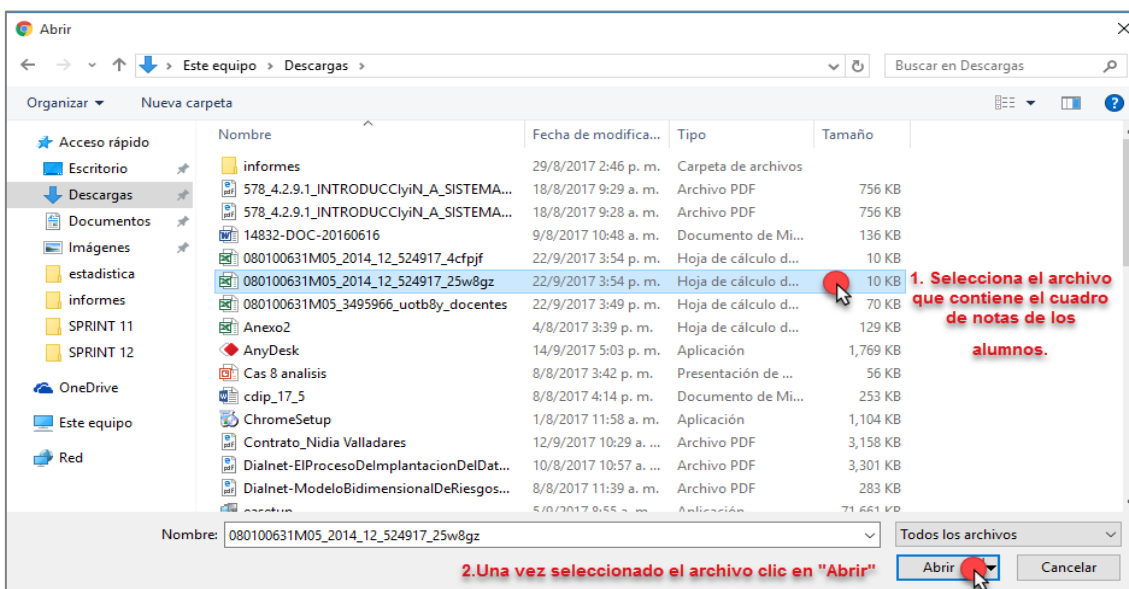 Abrir
Este equipo > Descargas >
Buscar en Descargas
Organizar
Nueva carpeta
Acceso rápido
Escritorio
Descargas
Documentos
Imágenes
estadistica
informes
SPRINT 11
SPRINT 12
OneDrive
Este equipo
Red
Nombre Fecha de modifica... Tipo Tamaño
informes 29/8/2017 2:46 p. m. Carpeta de archivos
578_4.2.9.1_INTRODUCCIyiN_A_SISTEMA... 18/8/2017 9:29 a. m. Archivo PDF 756 KB
578_4.2.9.1_INTRODUCCIyiN_A_SISTEMA... 18/8/2017 9:28 a. m. Archivo PDF 756 KB
14832-DOC-20160616 9/8/2017 10:48 a. m. Documento de Mi... 136 KB
080100631M05_2014_12_524917_4cfpjf 22/9/2017 3:54 p. m. Hoja de cálculo d... 10 KB
080100631M05_2014_12_524917_25w8gz 22/9/2017 3:54 p. m. Hoja de cálculo d... 10 KB
080100631M05_3495966_uotb8y_docentes 22/9/2017 3:49 p. m. Hoja de cálculo d... 70 KB
Anexo2 4/8/2017 3:39 p. m. Hoja de cálculo d... 129 KB
AnyDesk 14/9/2017 5:03 p. m. Aplicación 1,769 KB
Cas 8 analisis 8/8/2017 3:42 p. m. Presentación de ... 56 KB
cdip_17_5 8/8/2017 4:14 p. m. Documento de Mi... 253 KB
ChromeSetup 1/8/2017 11:58 a. m. Aplicación 1,104 KB
Contrato_Nidia Valladares 12/9/2017 10:29 a. ... Archivo PDF 3,158 KB
Dialnet-ElProcesoDeImplantacionDelDat... 10/8/2017 10:57 a. ... Archivo PDF 3,301 KB
Dialnet-ModeloBidimensionalDeRiesgos... 8/8/2017 11:39 a. m. Archivo PDF 283 KB
5/9/2017 8:55 a. m. Aplicación 71,661 KB
1. Selecciona el archivo
que contiene el cuadro
de notas de los
alumnos.
Nombre: 080100631M05_2014_12_524917_25w8gz
Todos los archivos
2.Una vez seleccionado el archivo clic en "Abrir"
Abrir
Cancelar